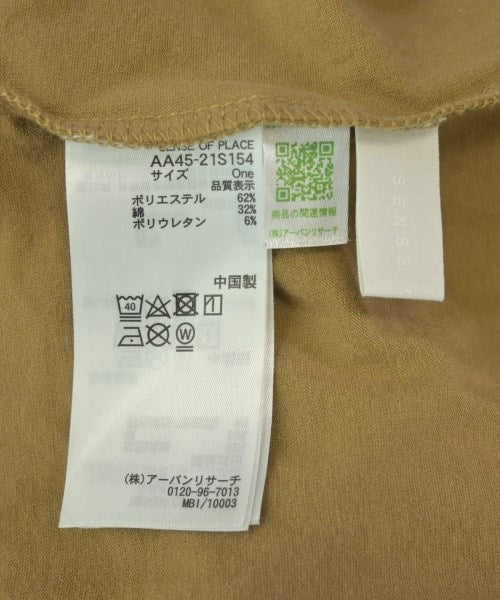 SENSE OF PLACE
AA45-21S154
サイズ One
品質表示
ポリエステル 62%
綿 32%
ポリウレタン 6%
中国製
40
W
(株)アーバンリサーチ
0120-96-7013
MBI/10003
商品の関連情報
(株)アーバンリサーチ
SENSE